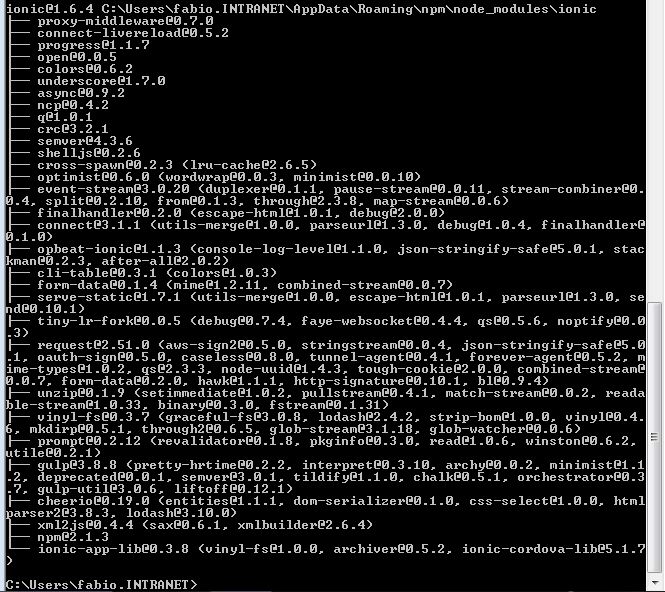 ionic@1.6.4 C:\Users\fabio.INTRANET\AppData\Roaming\npm\node_modules\ionic
├── proxy-middleware@0.7.0
├── connect-livereload@0.5.2
├── progress@1.1.7
├── open@0.0.5
├── colors@0.6.2
├── underscore@1.7.0
├── async@0.9.2
├── ncp@0.4.2
├── q@1.0.1
├── crc@3.2.1
├── semver@4.3.6
├── shelljs@0.2.6
├── cross-spawn@0.2.3 (lru-cache@2.6.5)
├── optimist@0.6.0 (wordwrap@0.0.3, minimist@0.0.10)
├── event-stream@3.0.20 (duplexer@0.1.1, pause-stream@0.0.11, stream-combiner@0.
0.4, split@0.2.10, from@0.1.3, through@2.3.8, map-stream@0.0.6)
├── finalhandler@0.2.0 (escape-html@1.0.1, debug@2.0.0)
├── connect@3.1.1 (utils-merge@1.0.0, parseurl@1.3.0, debug@1.0.4, finalhandler@
0.1.0)
├── opbeat-ionic@1.1.3 (console-log-level@1.1.0, json-stringify-safe@5.0.1, stac
kman@0.2.3, after-all@2.0.2)
├── cli-table@0.3.1 (colors@1.0.3)
├── form-data@0.1.4 (mime@1.2.11, combined-stream@0.0.7)
├── serve-static@1.7.1 (utils-merge@1.0.0, escape-html@1.0.1, parseurl@1.3.0, se
nd@0.10.1)
├── tiny-lr-fork@0.0.5 (debug@0.7.4, faye-websocket@0.4.4, qs@0.5.6, noptify@0.0
.3)
├── request@2.51.0 (aws-sign2@0.5.0, stringstream@0.0.4, json-stringify-safe@5.0
.1, oauth-sign@0.5.0, caseless@0.8.0, tunnel-agent@0.4.1, forever-agent@0.5.2, m
ime-types@1.0.2, qs@2.3.3, node-uuid@1.4.3, tough-cookie@2.0.0, combined-stream@
0.0.7, form-data@0.2.0, hawk@1.1.1, http-signature@0.10.1, bl@0.9.4)
├── unzip@0.1.9 (setimmediate@1.0.2, pullstream@0.4.1, match-stream@0.0.2, reada
ble-stream@1.0.33, binary@0.3.0, fstream@0.1.31)
├── vinyl-fs@0.3.7 (graceful-fs@3.0.8, lodash@2.4.2, strip-bom@1.0.0, vinyl@0.4.
6, mkdirp@0.5.1, through2@0.6.5, glob-stream@3.1.18, glob-watcher@0.0.6)
├── prompt@0.2.12 (revalidator@0.1.8, pkginfo@0.3.0, read@1.0.6, winston@0.6.2,
utile@0.2.1)
├── gulp@3.8.8 (pretty-hrtime@0.2.2, interpret@0.3.10, archy@0.0.2, minimist@1.1
.2, deprecated@0.0.1, semver@3.0.1, tildify@1.1.0, chalk@0.5.1, orchestrator@0.3
.7, gulp-util@3.0.6, liftoff@0.12.1)
├── cheerio@0.19.0 (entities@1.1.1, dom-serializer@0.1.0, css-select@1.0.0, html
parser2@3.8.3, lodash@3.10.0)
├── xml2js@0.4.4 (sax@0.6.1, xmlbuilder@2.6.4)
├── npm@2.1.3
└── ionic-app-lib@0.3.8 (vinyl-fs@1.0.0, archiver@0.5.2, ionic-cordova-lib@5.1.7
)
C:\Users\fabio.INTRANET>